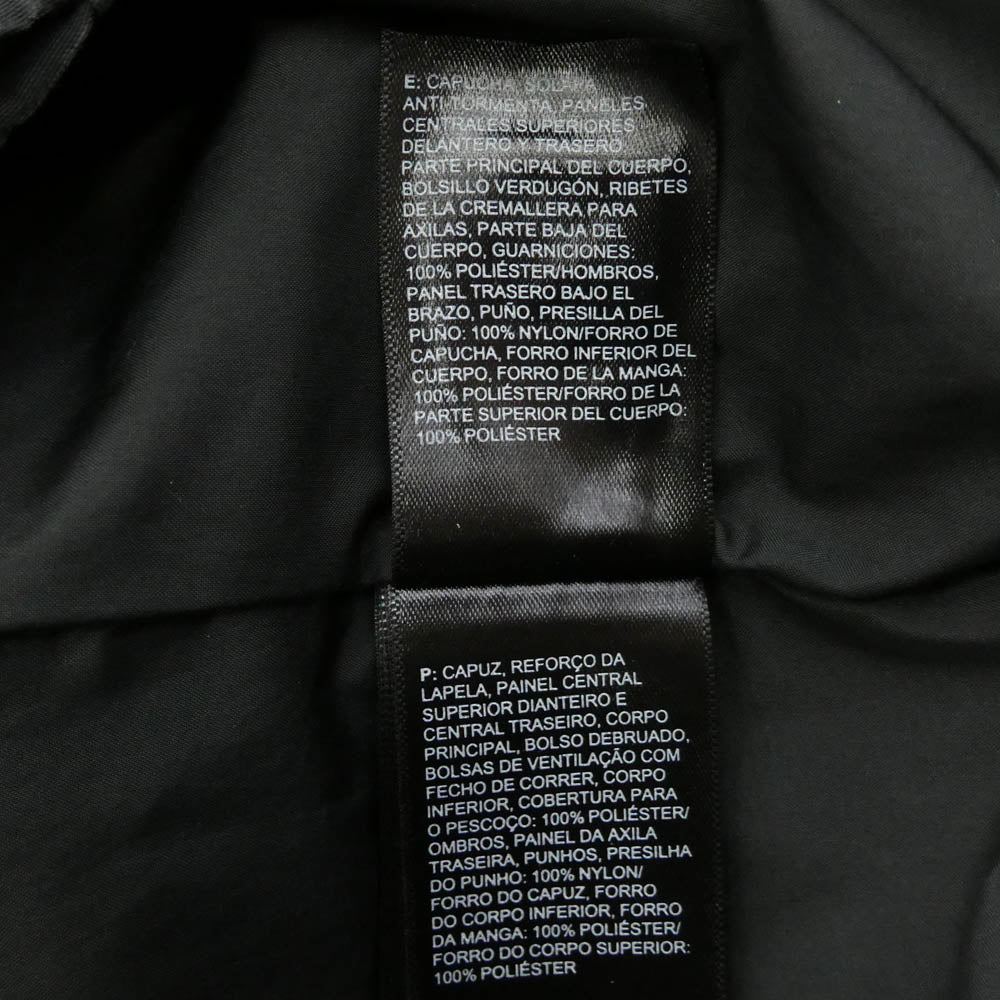 E: CAPUCHA, SOLAPA
ANTI-TORMENTA, PANELES
CENTRALES SUPERIORES
DELANTERO Y TRASERO,
PARTE PRINCIPAL DEL CUERPO,
BOLSILLO VERDUGÓN, RIBETES
DE LA CREMALLERA PARA
AXILAS, PARTE BAJA DEL
CUERPO, GUARNICIONES:
100% POLIÉSTER/HOMBROS,
PANEL TRASERO BAJO EL
BRAZO, PUÑO, PRESILLA DEL
PUÑO: 100% NYLON/FORRO DE
CAPUCHA, FORRO INFERIOR DEL
CUERPO, FORRO DE LA MANGA:
100% POLIÉSTER/FORRO DE LA
PARTE SUPERIOR DEL CUERPO:
100% POLIÉSTER
P: CAPUZ, REFORÇO DA
LAPELA, PAINEL CENTRAL
SUPERIOR DIANTEIRO E
CENTRAL TRASEIRO, CORPO
PRINCIPAL, BOLSO DEBRUADO,
BOLSAS DE VENTILAÇÃO COM
FECHO DE CORRER, CORPO
INFERIOR, COBERTURA PARA
O PESCOÇO: 100% POLIÉSTER/
OMBROS, PAINEL DA AXILA
TRASEIRA, PUNHOS, PRESILHA
DO PUNHO: 100% NYLON/
FORRO DO CAPUZ, FORRO
DO CORPO INFERIOR, FORRO
DA MANGA: 100% POLIÉSTER/
FORRO DO CORPO SUPERIOR:
100% POLIÉSTER